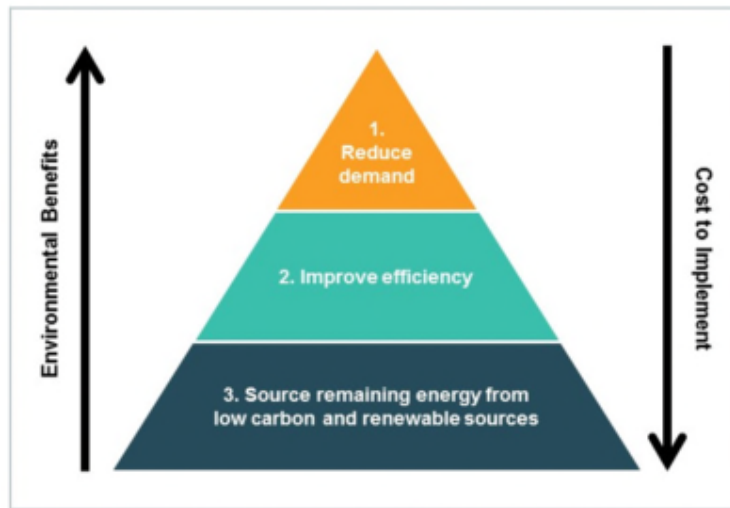 Environmental Benefits
1.
Reduce
demand
2. Improve efficiency
3. Source remaining energy from
low carbon and renewable sources
Cost to Implement